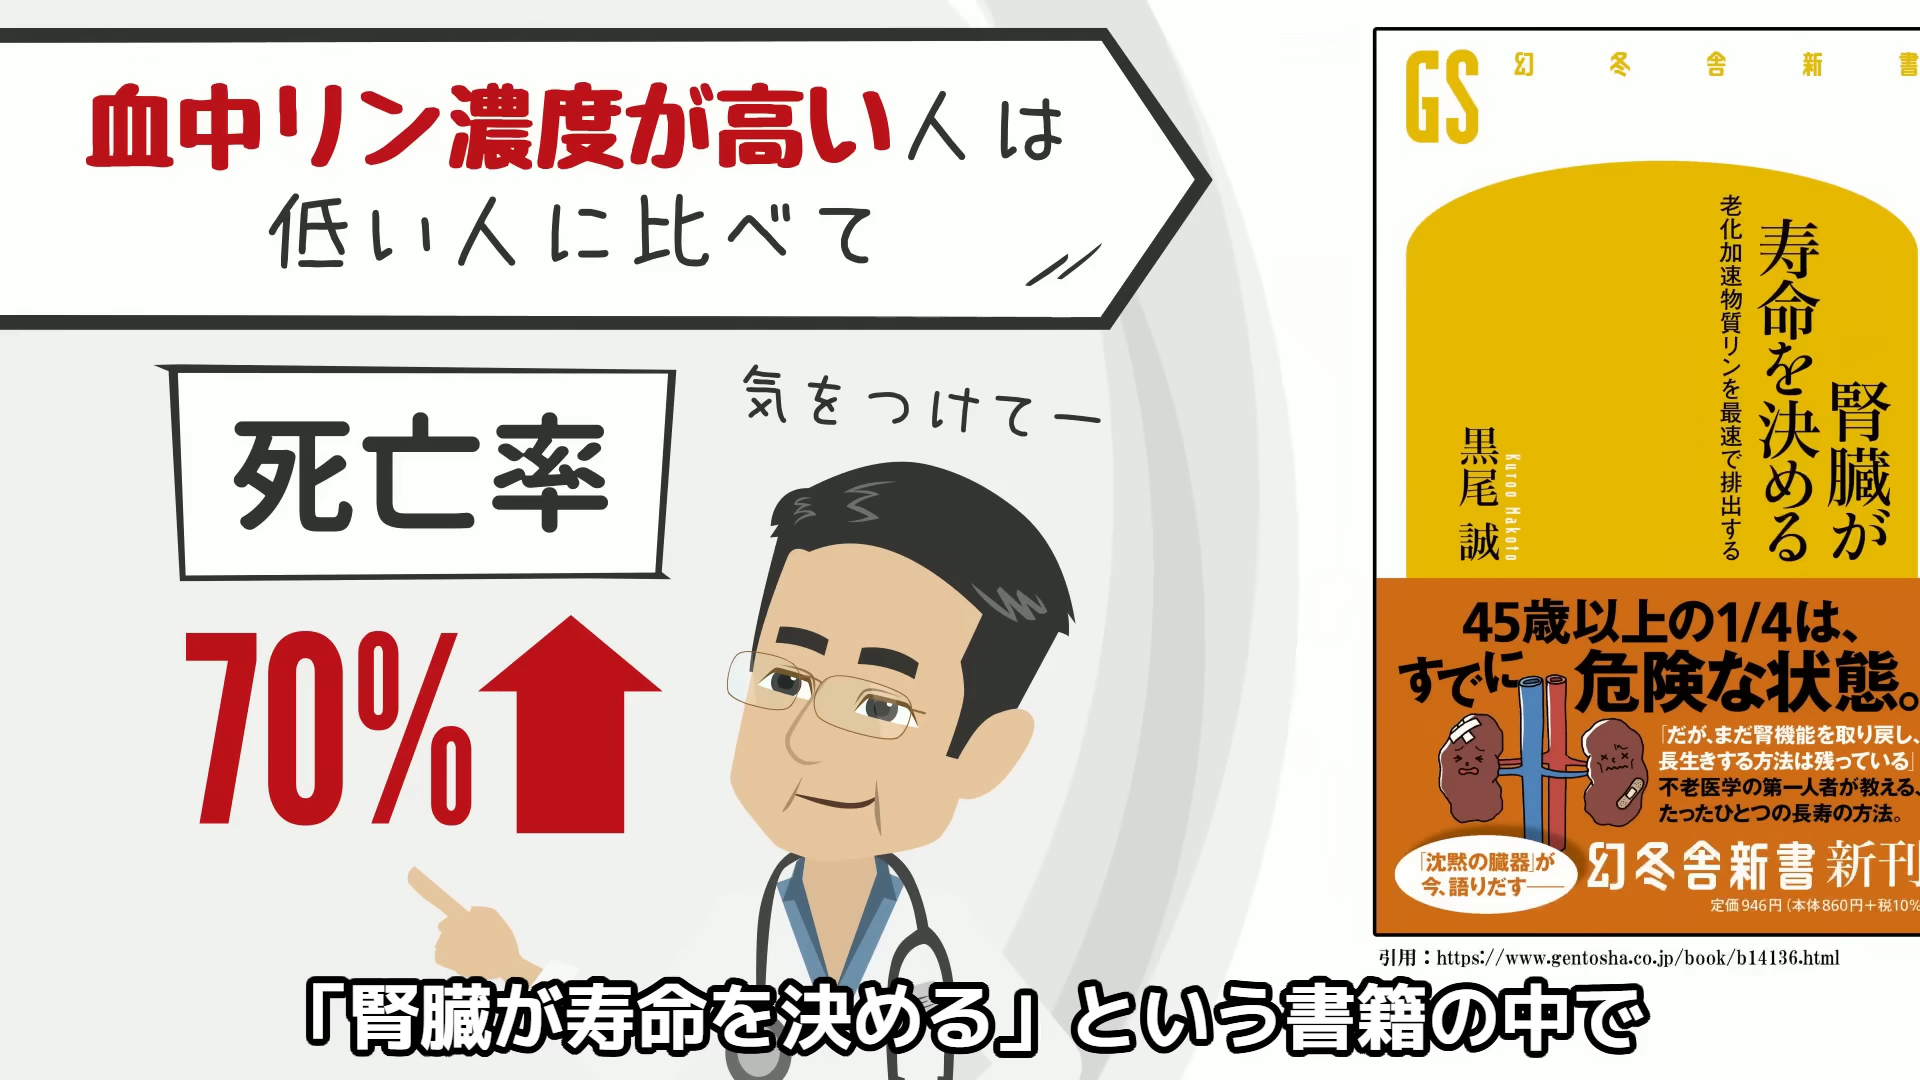 血中リン濃度が高い人は
低い人に比べて
死亡率
気をつけてー
70%
GS
幻冬舎新書
腎臓が
寿命を決める
老化加速物質リンを最速で排出する
黒尾 誠
Kuroo Makoto
45歳以上の1/4は、
すでに危険な状態。
「だが、まだ腎機能を取り戻し、
長生きする方法は残っている」
不老医学の第一人者が教える、
たったひとつの長寿の方法。
「沈黙の臓器」が
今、語りだす――
幻冬舎新書 新刊
定価946円(本体860円+税10%
引用:https://www.gentosha.co.jp/book/b14136.html
「腎臓が寿命を決める」という書籍の中で